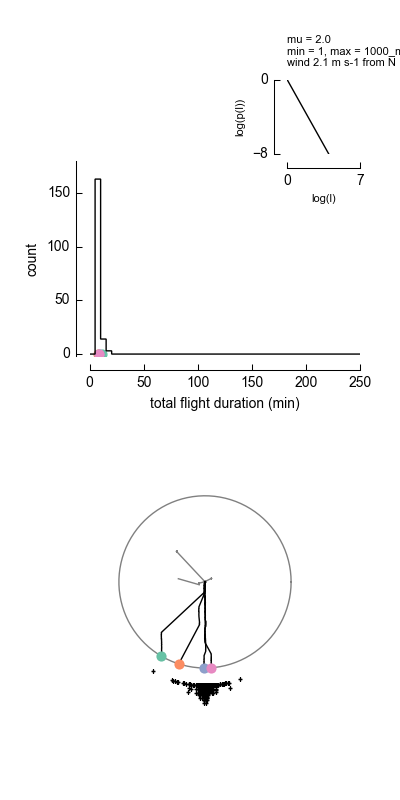 mu = 2.0
min = 1, max = 1000_m
wind 2.1 m s-1 from N
0
log(p(l))
−8
0 7
log(l)
150
100
50
0
count
0 50 100 150 200 250
total flight duration (min)